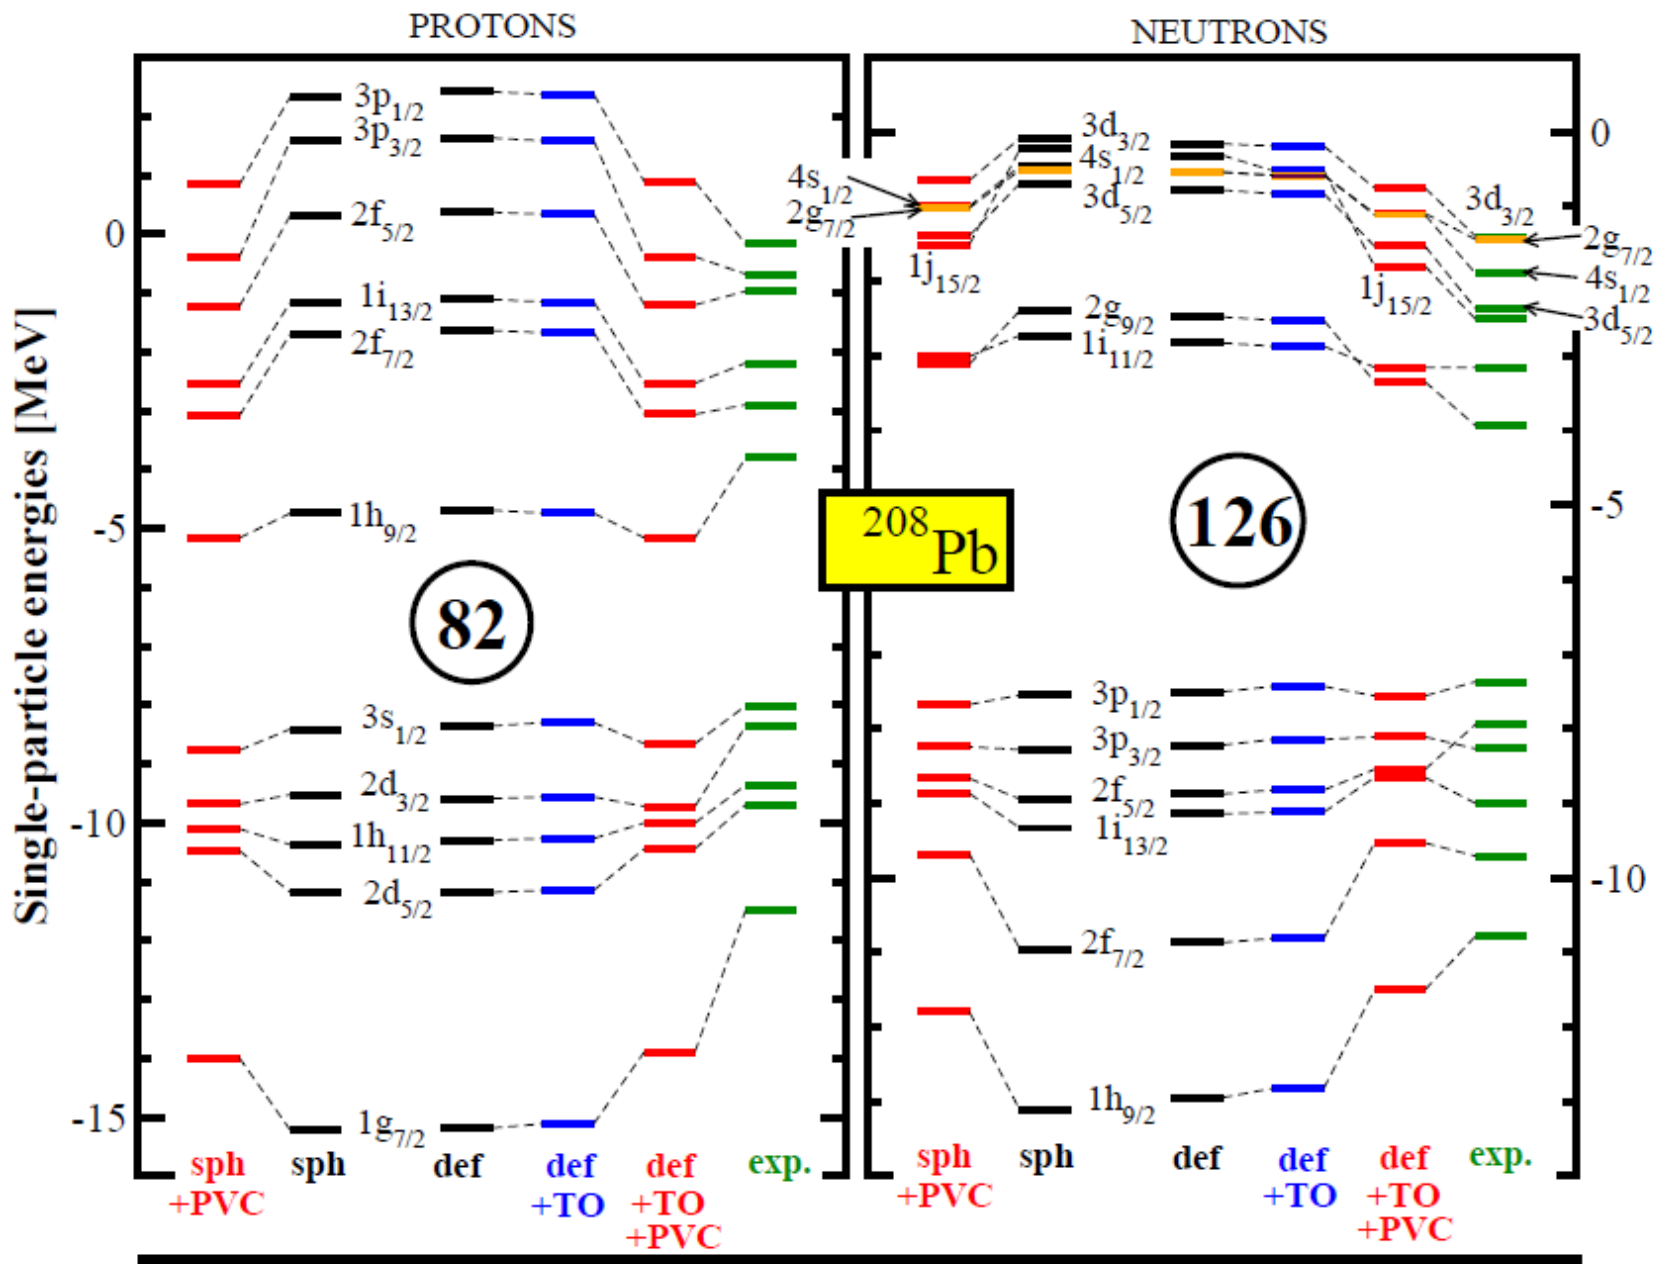 PROTONS
NEUTRONS
Single-particle energies [MeV]
0
-5
-10
-15
3p1/2
3p3/2
2f5/2
1i13/2
2f7/2
1h9/2
82
3s1/2
2d3/2
1h11/2
2d5/2
1g7/2
sph +PVC
sph
def
def +TO
def +TO +PVC
exp.
208Pb
4s1/2
2g7/2
1j15/2
3d3/2
4s1/2
3d5/2
2g9/2
1i11/2
126
3p1/2
3p3/2
2f5/2
1i13/2
2f7/2
1h9/2
1j15/2
3d3/2
2g7/2
4s1/2
3d5/2
0
-5
-10
sph +PVC
sph
def
def +TO
def +TO +PVC
exp.